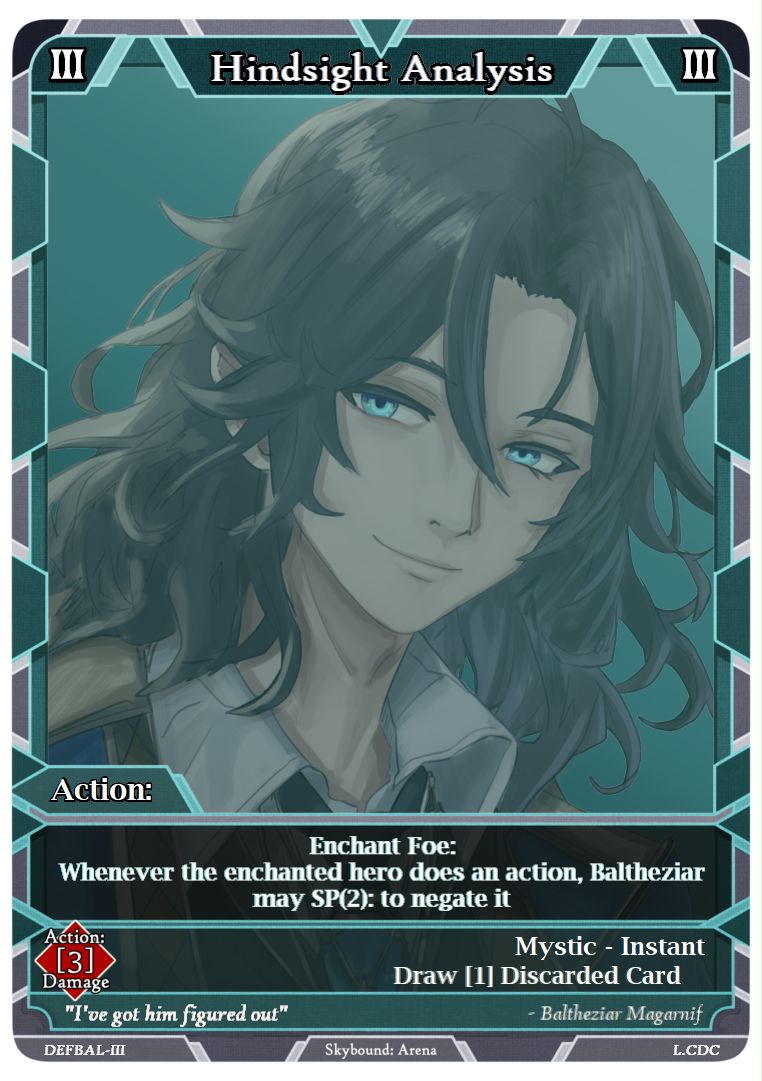 III Hindsight Analysis III
Action:
Enchant Foe:
Whenever the enchanted hero does an action, Baltheziar
may SP(2): to negate it
Action:
[3]
Damage
Mystic - Instant
Draw [1] Discarded Card
"I've got him figured out" - Baltheziar Magarnif
DEFBAL-III Skybound: Arena L.CDC